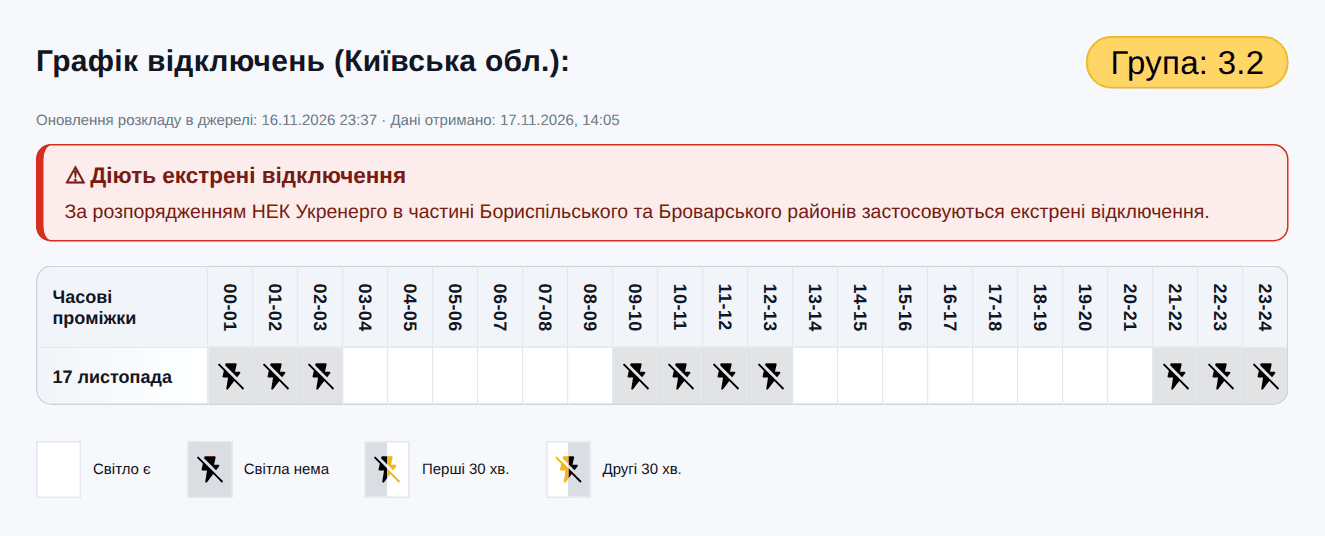 Графік відключень (Київська обл.):
Група: 3.2
Оновлення розкладу в джерелі: 16.11.2026 23:37 · Дані отримано: 17.11.2026, 14:05
⚠ Діють екстрені відключення
За розпорядженням НЕК Укренерго в частині Бориспільського та Броварського районів застосовуються екстрені відключення.
Часові
проміжки
00-01 01-02 02-03 03-04 04-05 05-06 06-07 07-08 08-09 09-10 10-11 11-12 12-13 13-14 14-15 15-16 16-17 17-18 18-19 19-20 20-21 21-22 22-23 23-24
17 листопада
Світло є Світла нема Перші 30 хв. Другі 30 хв.